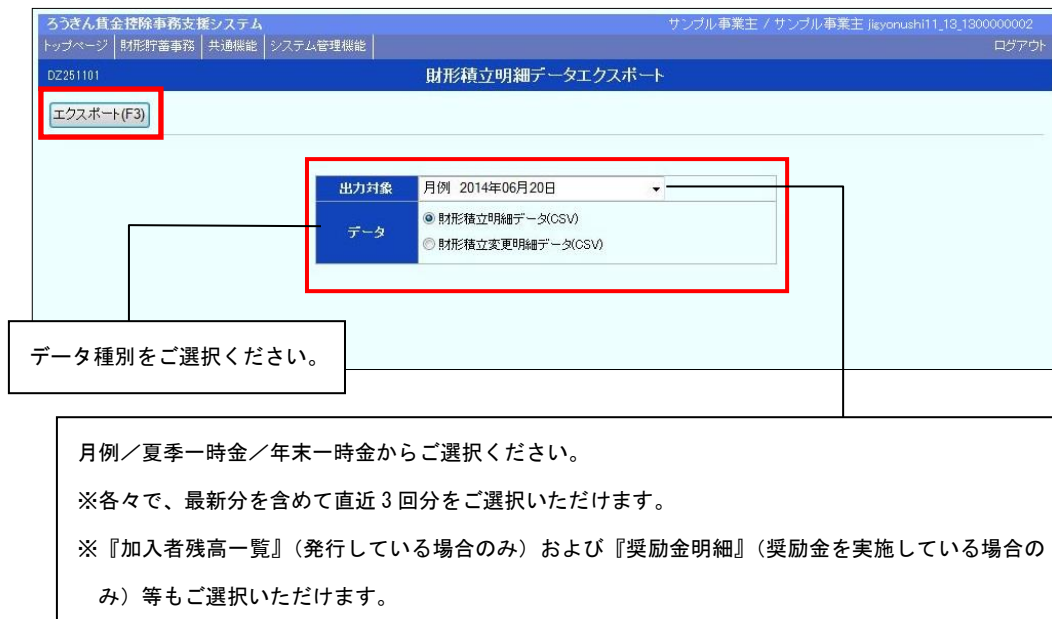 ろうきん賃金控除事務支援システム サンプル事業主 / サンプル事業主 jigyonushi11_13_1300000002
トップページ 財形貯蓄事務 共通機能 システム管理機能 ログアウト
DZ251101 財形積立明細データエクスポート
エクスポート(F3)
出力対象 月例 2014年06月20日
データ 財形積立明細データ(CSV)
財形積立変更明細データ(CSV)
データ種別をご選択ください。
月例／夏季一時金／年末一時金からご選択ください。
※各々で、最新分を含めて直近3回分をご選択いただけます。
※『加入者残高一覧』（発行している場合のみ）および『奨励金明細』（奨励金を実施している場合の
み）等もご選択いただけます。